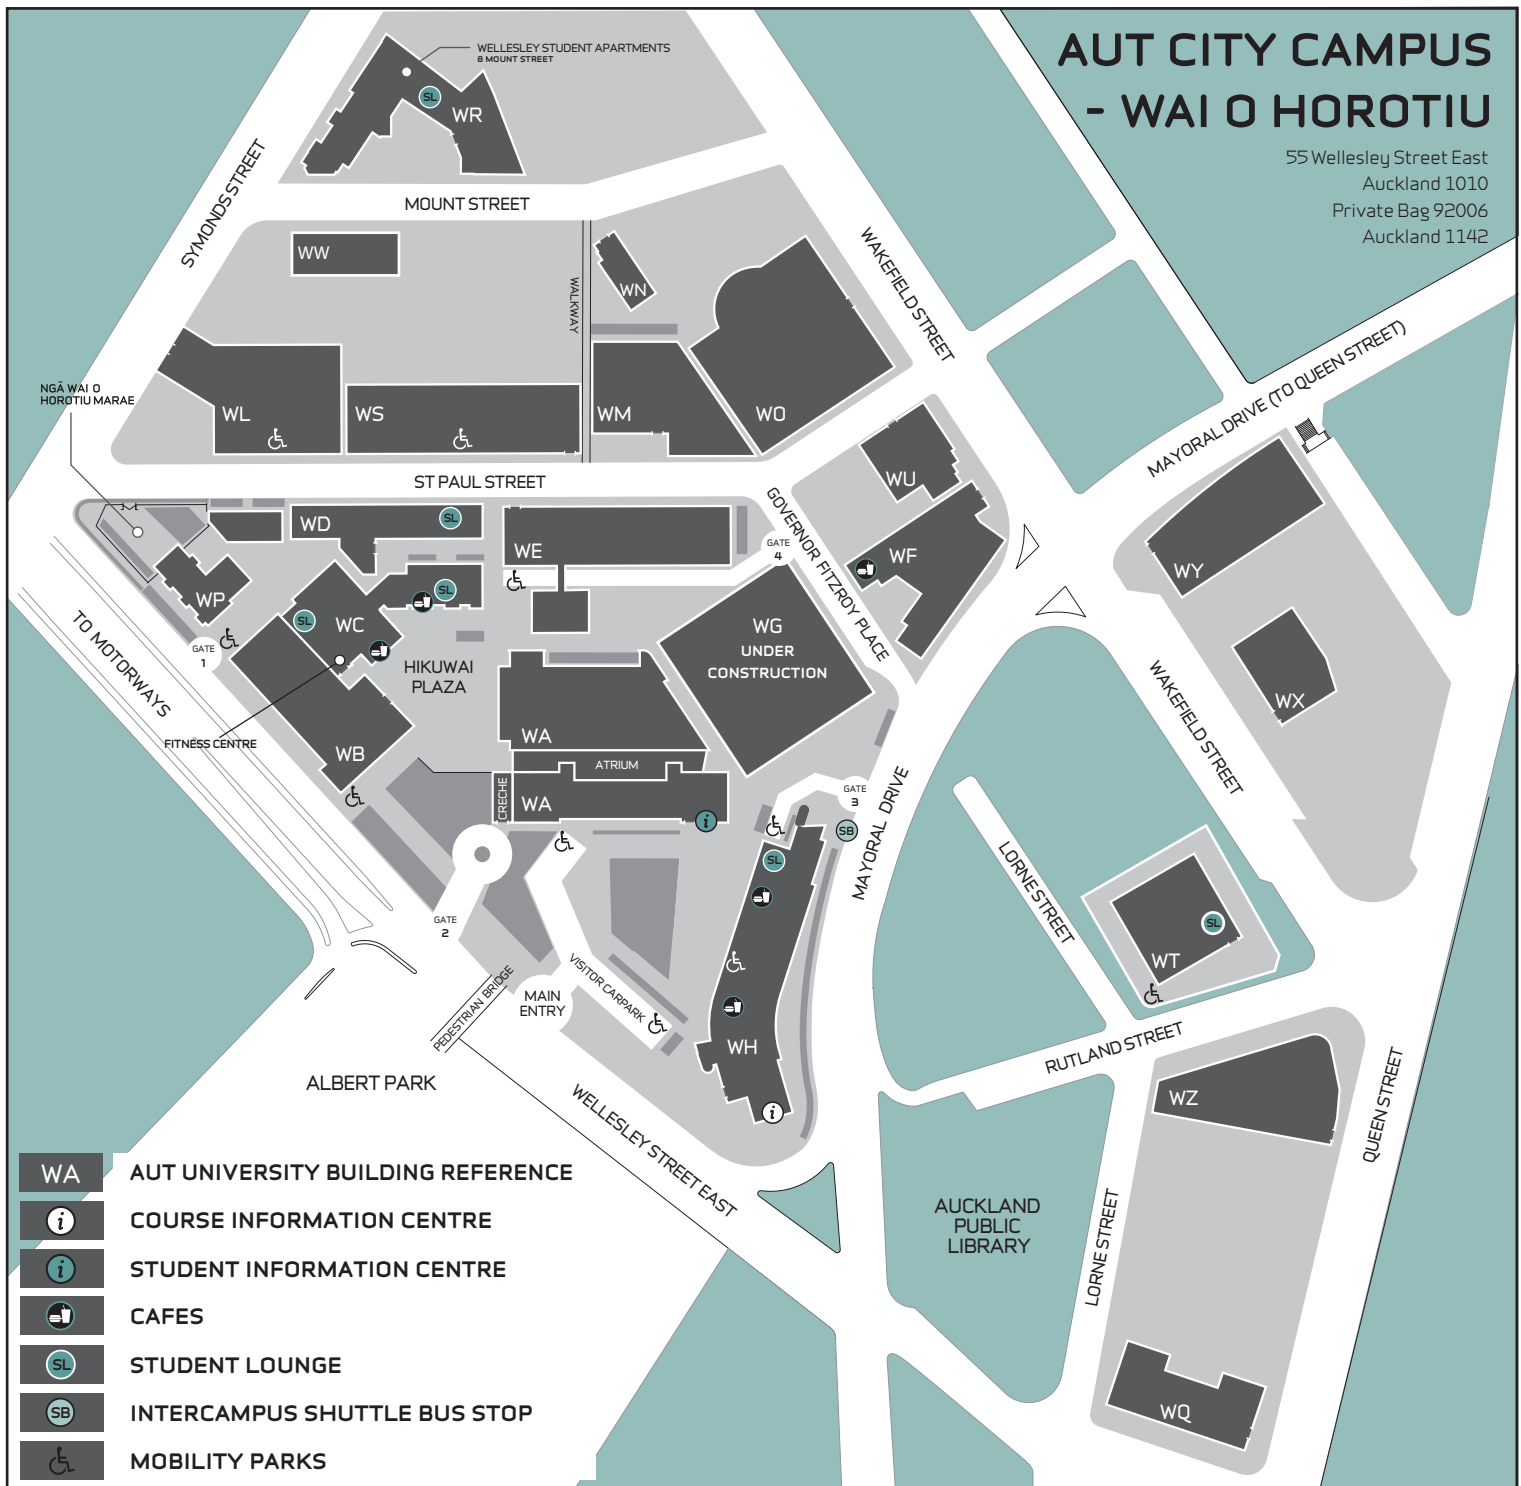 AUT CITY CAMPUS
- WAI O HOROTIU
55 Wellesley Street East
Auckland 1010
Private Bag 92006
Auckland 1142
WELLESLEY STUDENT APARTMENTS
8 MOUNT STREET
SL
WR
SYMONDS STREET
MOUNT STREET
WAKEFIELD STREET
WW
WALKWAY
WN
NGĀ WAI O
HOROTIU MARAE
WL
WS
WM
WO
MAYORAL DRIVE (TO QUEEN STREET)
ST PAUL STREET
GOVERNOR FITZROY PLACE
WU
WD
SL
WE
GATE
4
WF
WY
WP
SL
SL
WC
GATE
1
TO MOTORWAYS
HIKUWAI
PLAZA
WG
UNDER
CONSTRUCTION
WX
WAKEFIELD STREET
FITNESS CENTRE
WB
WA
ATRIUM
CRECHE
WA
i
GATE
3
SB
MAYORAL DRIVE
SL
LORNE STREET
WT
SL
GATE
2
PEDESTRIAN BRIDGE
MAIN
ENTRY
VISITOR CARPARK
WH
i
RUTLAND STREET
ALBERT PARK
WELLESLEY STREET EAST
WZ
QUEEN STREET
AUCKLAND
PUBLIC
LIBRARY
LORNE STREET
WQ
WA AUT UNIVERSITY BUILDING REFERENCE
i COURSE INFORMATION CENTRE
i STUDENT INFORMATION CENTRE
CAFES
SL STUDENT LOUNGE
SB INTERCAMPUS SHUTTLE BUS STOP
MOBILITY PARKS